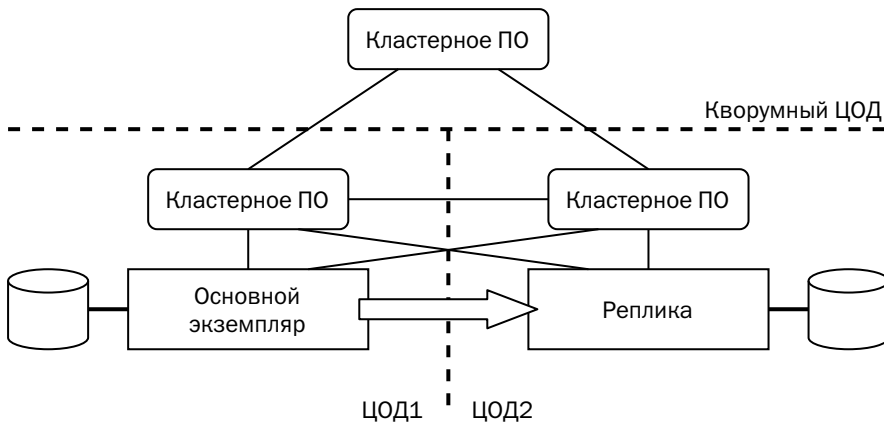 Кластерное ПО
Кворумный ЦОД
Кластерное ПО
Кластерное ПО
Основной
экземпляр
Реплика
ЦОД1
ЦОД2